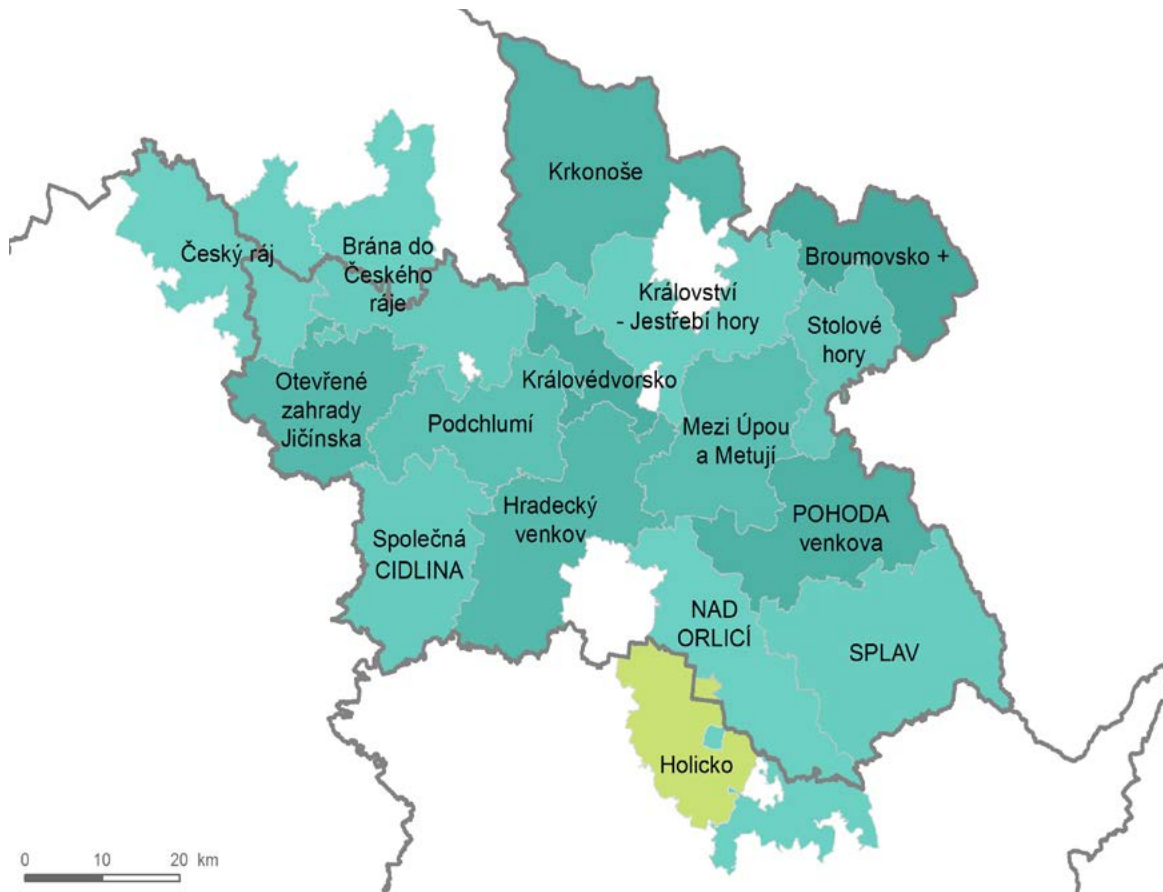 Krkonoše
Český ráj
Brána do
Českého
ráje
Broumovsko +
Království
- Jestřebí hory
Stolové
hory
Otevřené
zahrady
Jičínska
Královédvorsko
Podchlumí
Mezi Úpou
a Metují
Hradecký
venkov
POHODA
venkova
Společná
CIDLINA
NAD
ORLICÍ
SPLAV
Holicko
0 10 20 km